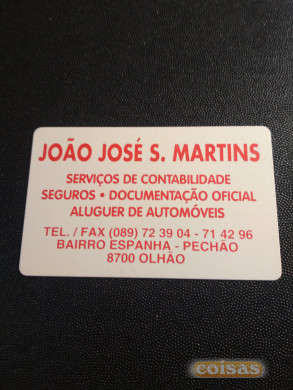 JOÃO JOSÉ S. MARTINS
SERVIÇOS DE CONTABILIDADE
SEGUROS • DOCUMENTAÇÃO OFICIAL
ALUGUER DE AUTOMÓVEIS
TEL. / FAX (089) 72 39 04 - 71 42 96
BAIRRO ESPANHA - PECHÃO
8700 OLHÃO
coisas